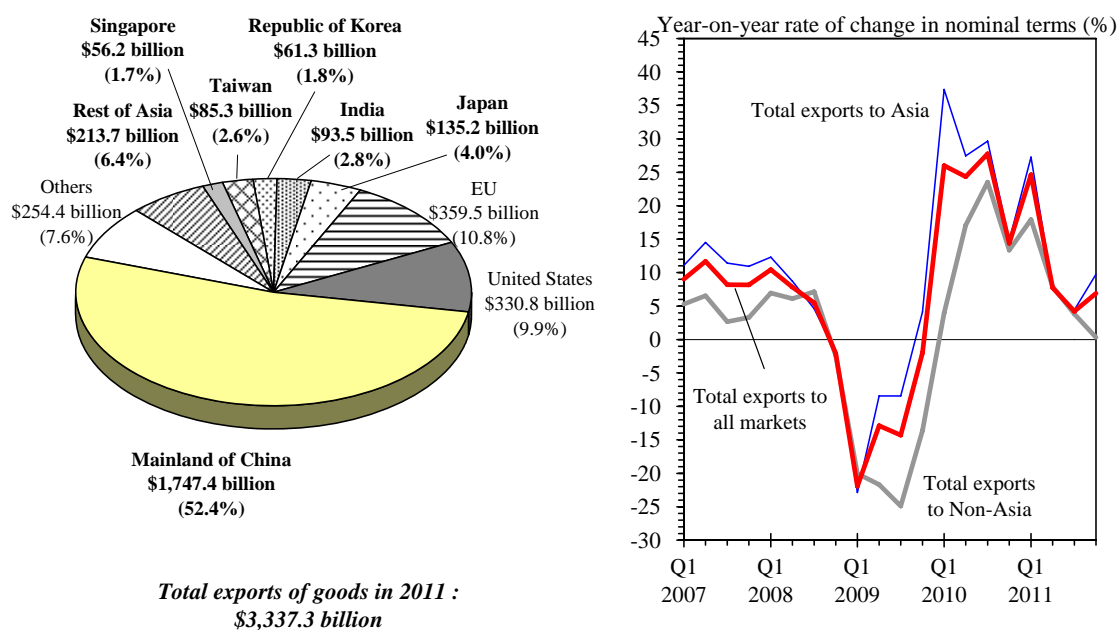 Singapore
$56.2 billion
(1.7%)
Republic of Korea
$61.3 billion
(1.8%)
Taiwan
$85.3 billion
(2.6%)
Rest of Asia
$213.7 billion
(6.4%)
India
$93.5 billion
(2.8%)
Japan
$135.2 billion
(4.0%)
Others
$254.4 billion
(7.6%)
EU
$359.5 billion
(10.8%)
United States
$330.8 billion
(9.9%)
Mainland of China
$1,747.4 billion
(52.4%)
Total exports of goods in 2011 :
$3,337.3 billion
Year-on-year rate of change in nominal terms (%)
45
40
35
30
25
20
15
10
5
0
-5
-10
-15
-20
-25
-30
Total exports to Asia
Total exports to
all markets
Total exports
to Non-Asia
Q1 Q1 Q1 Q1 Q1
2007 2008 2009 2010 2011